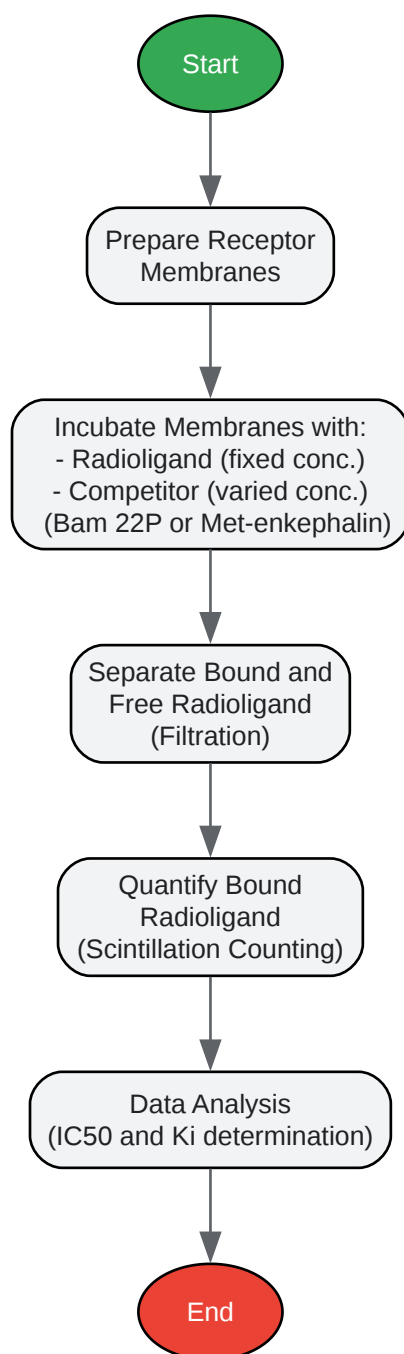 Start
Prepare Receptor
Membranes
Incubate Membranes with:
- Radioligand (fixed conc.)
- Competitor (varied conc.)
(Bam 22P or Met-enkephalin)
Separate Bound and
Free Radioligand
(Filtration)
Quantify Bound
Radioligand
(Scintillation Counting)
Data Analysis
(IC50 and Ki determination)
End